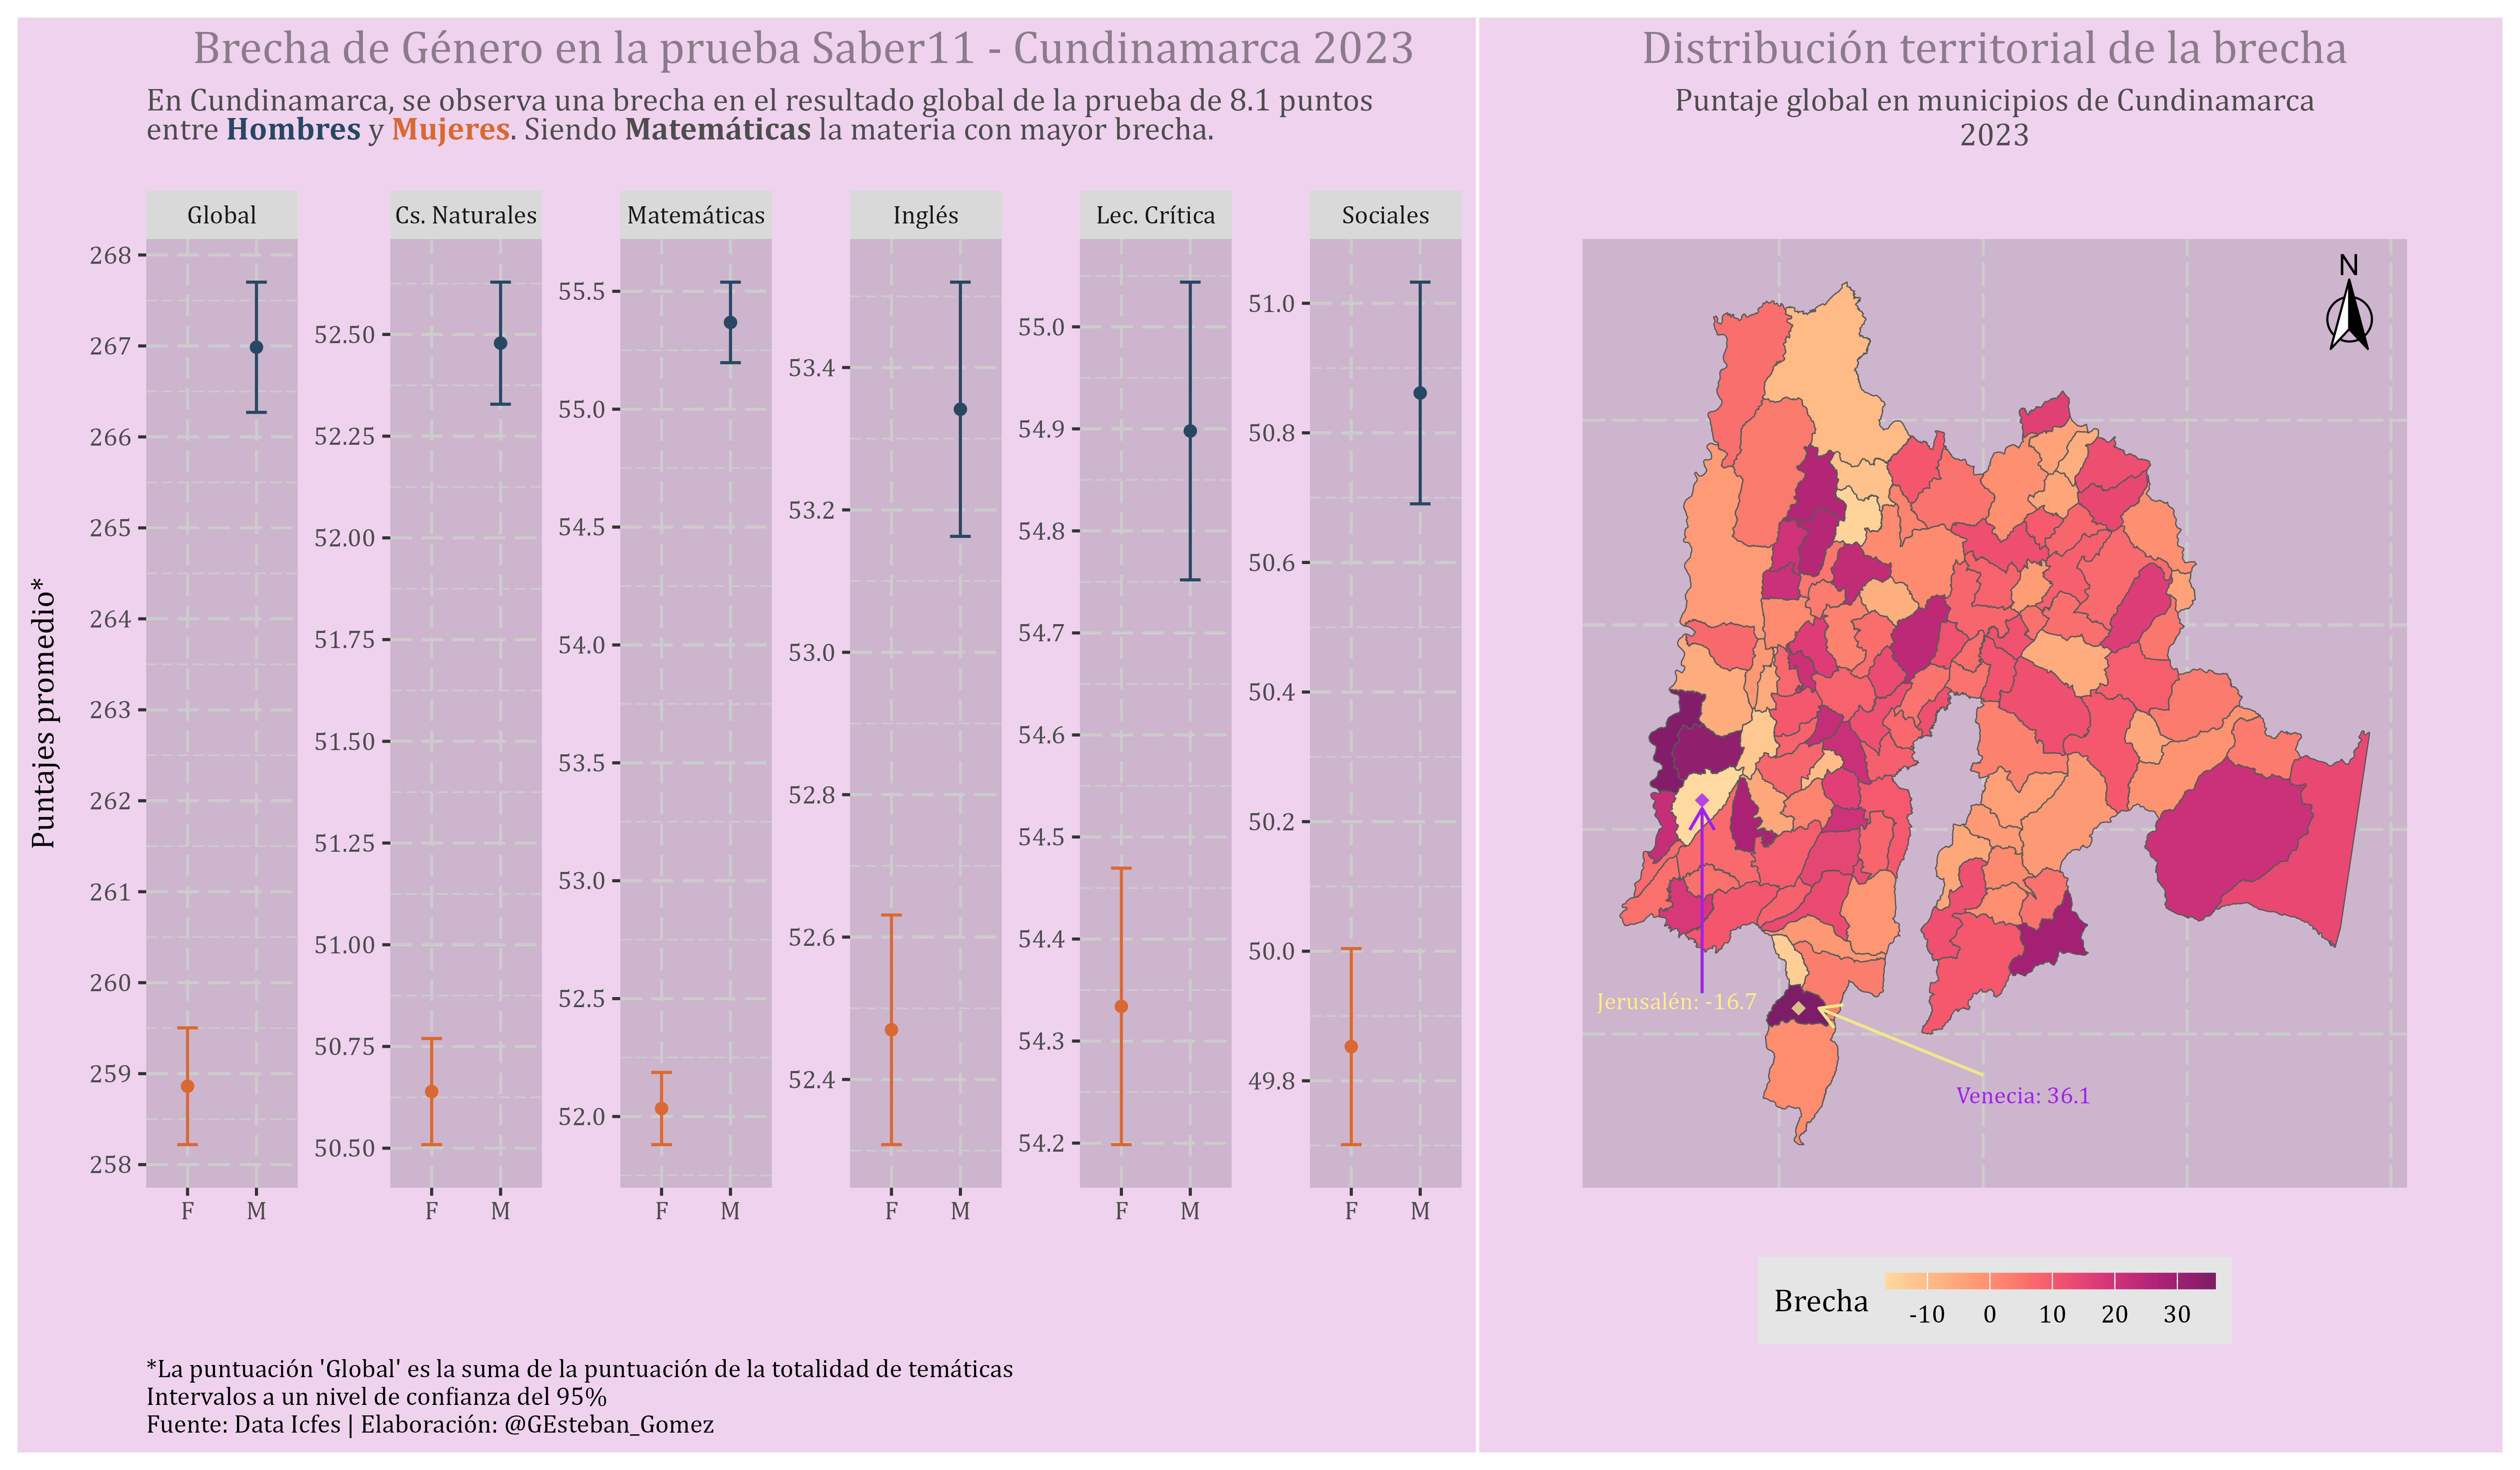 Brecha de Género en la prueba Saber11 - Cundinamarca 2023
En Cundinamarca, se observa una brecha en el resultado global de la prueba de 8.1 puntos
entre Hombres y Mujeres. Siendo Matemáticas la materia con mayor brecha.
Puntajes promedio*
Global
268
267
266
265
264
263
262
261
260
259
258
F M
Cs. Naturales
52.50
52.25
52.00
51.75
51.50
51.25
51.00
50.75
50.50
F M
Matemáticas
55.5
55.0
54.5
54.0
53.5
53.0
52.5
52.0
F M
Inglés
53.4
53.2
53.0
52.8
52.6
52.4
F M
Lec. Crítica
55.0
54.9
54.8
54.7
54.6
54.5
54.4
54.3
54.2
F M
Sociales
51.0
50.8
50.6
50.4
50.2
50.0
49.8
F M
*La puntuación 'Global' es la suma de la puntuación de la totalidad de temáticas
Intervalos a un nivel de confianza del 95%
Fuente: Data Icfes | Elaboración: @GEsteban_Gomez
Distribución territorial de la brecha
Puntaje global en municipios de Cundinamarca
2023
N
Jerusalén: -16.7
Venecia: 36.1
Brecha
-10 0 10 20 30